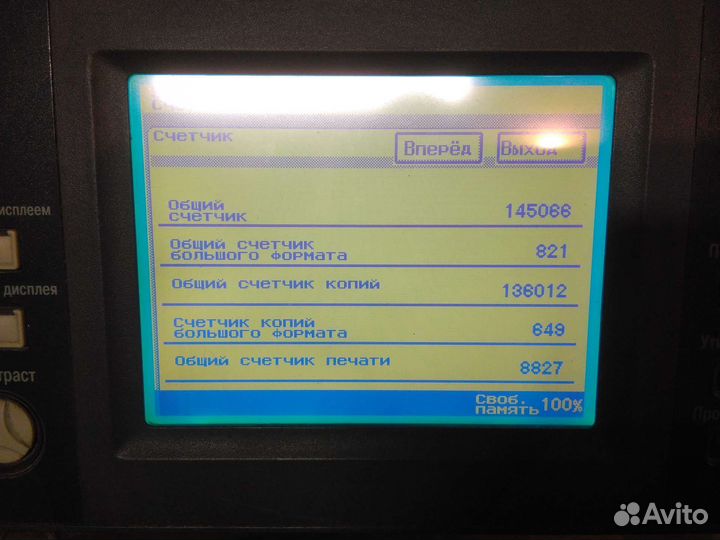 Счетчик
Вперёд
Выход
Общий
счетчик
145066
Общий счетчик
большого формата
821
Общий счетчик копий
136012
Счетчик копий
большого формата
649
Общий счетчик печати
8827
Своб.
память 100%
исплеем
дисплея
траст
Avito